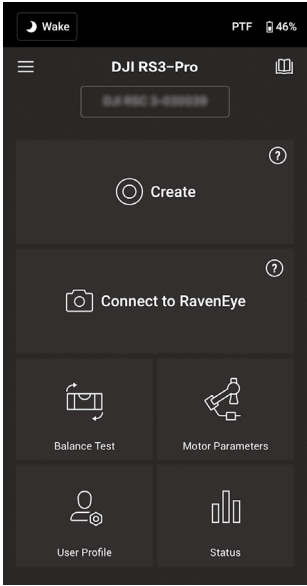 Wake
PTF 46%
DJI RS3-Pro
?
Create
?
Connect to RavenEye
Balance Test
Motor Parameters
User Profile
Status